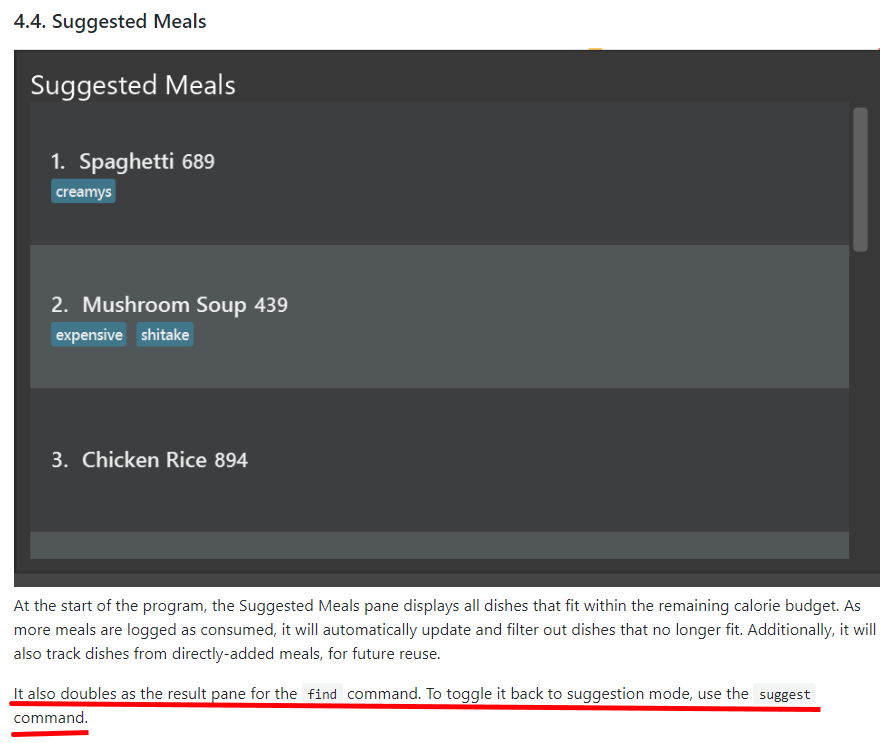 4.4. Suggested Meals
Suggested Meals
1. Spaghetti 689
creamys
2. Mushroom Soup 439
expensive shitake
3. Chicken Rice 894
At the start of the program, the Suggested Meals pane displays all dishes that fit within the remaining calorie budget. As
more meals are logged as consumed, it will automatically update and filter out dishes that no longer fit. Additionally, it will
also track dishes from directly-added meals, for future reuse.
It also doubles as the result pane for the find command. To toggle it back to suggestion mode, use the suggest
command.